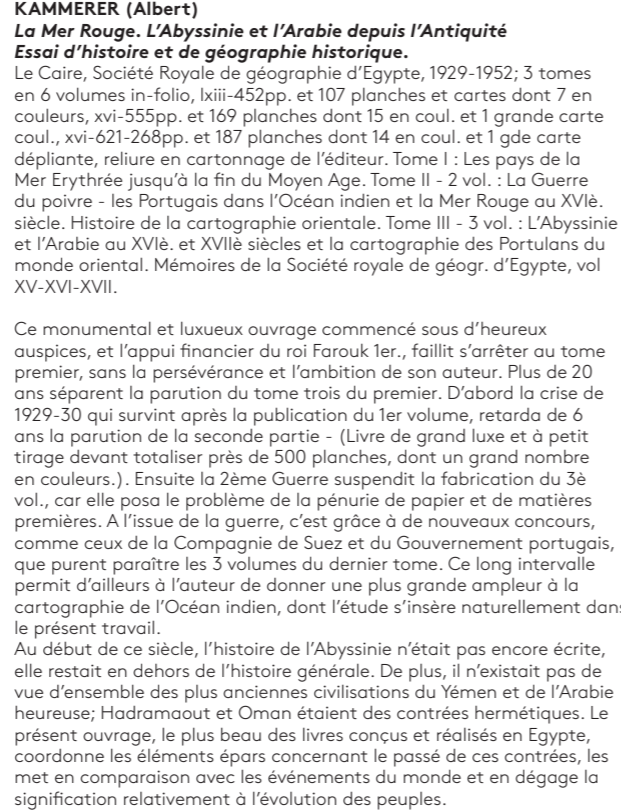 KAMMERER (Albert)
La Mer Rouge. L’Abyssinie et l’Arabie depuis l’Antiquité
Essai d’histoire et de géographie historique.
Le Caire, Société Royale de géographie d’Egypte, 1929-1952; 3 tomes
en 6 volumes in-folio, lxiii-452pp. et 107 planches et cartes dont 7 en
couleurs, xvi-555pp. et 169 planches dont 15 en coul. et 1 grande carte
coul., xvi-621-268pp. et 187 planches dont 14 en coul. et 1 gde carte
dépliante, reliure en cartonnage de l’éditeur. Tome I : Les pays de la
Mer Erythrée jusqu’à la fin du Moyen Age. Tome II - 2 vol. : La Guerre
du poivre - les Portugais dans l’Océan indien et la Mer Rouge au XVIè.
siècle. Histoire de la cartographie orientale. Tome III - 3 vol. : L’Abyssinie
et l’Arabie au XVIè. et XVIIè siècles et la cartographie des Portulans du
monde oriental. Mémoires de la Société royale de géogr. d’Egypte, vol
XV-XVI-XVII.

Ce monumental et luxueux ouvrage commencé sous d’heureux
auspices, et l’appui financier du roi Farouk 1er., faillit s’arrêter au tome
premier, sans la persévérance et l’ambition de son auteur. Plus de 20
ans séparent la parution du tome trois du premier. D’abord la crise de
1929-30 qui survint après la publication du 1er volume, retarda de 6
ans la parution de la seconde partie - (Livre de grand luxe et à petit
tirage devant totaliser près de 500 planches, dont un grand nombre
en couleurs.). Ensuite la 2ème Guerre suspendit la fabrication du 3è
vol., car elle posa le problème de la pénurie de papier et de matières
premières. A l’issue de la guerre, c’est grâce à de nouveaux concours,
comme ceux de la Compagnie de Suez et du Gouvernement portugais,
que purent paraître les 3 volumes du dernier tome. Ce long intervalle
permit d’ailleurs à l’auteur de donner une plus grande ampleur à la
cartographie de l’Océan indien, dont l’étude s’insère naturellement dans
le présent travail.
Au début de ce siècle, l’histoire de l’Abyssinie n’était pas encore écrite,
elle restait en dehors de l’histoire générale. De plus, il n’existait pas de
vue d’ensemble des plus anciennes civilisations du Yémen et de l’Arabie
heureuse; Hadramaout et Oman étaient des contrées hermétiques. Le
présent ouvrage, le plus beau des livres conçus et réalisés en Egypte,
coordonne les éléments épars concernant le passé de ces contrées, les
met en comparaison avec les événements du monde et en dégage la
signification relativement à l’évolution des peuples.